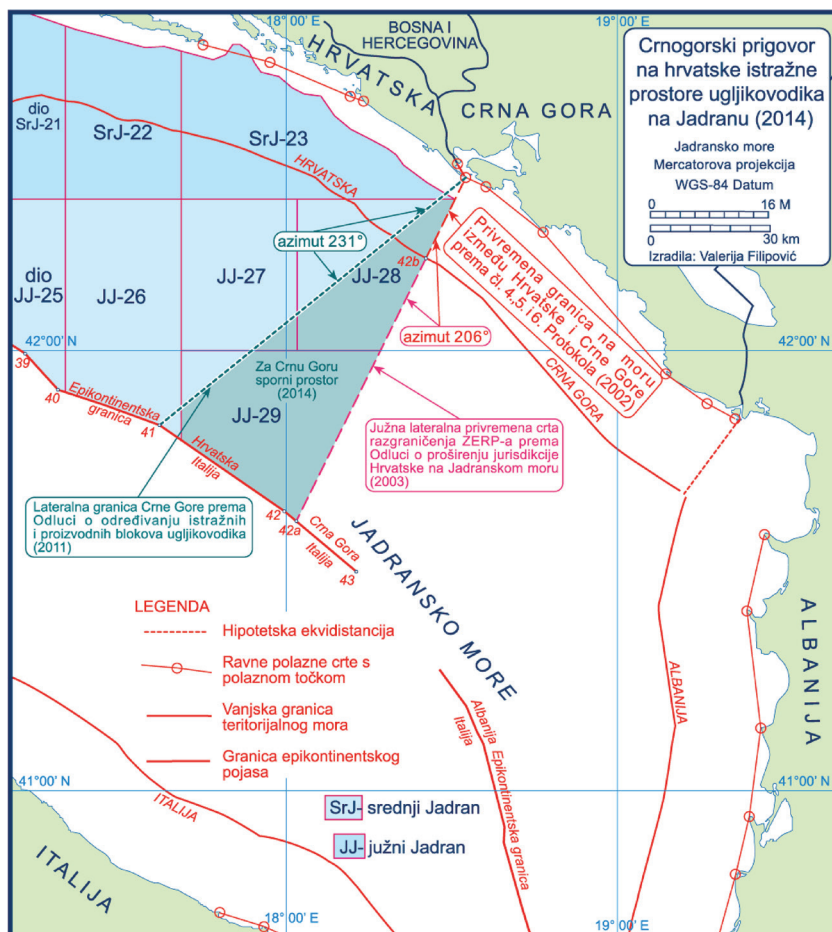 18°00' E
19°00' E
BOSNA I
HERCEGOVINA
HRVATSKA
CRNA GORA
Crnogorski prigovor
na hrvatske istražne
prostore ugljikovodika
na Jadranu (2014)
Jadransko more
Mercatorova projekcija
WGS-84 Datum
0
16 M
0
30 km
Izradila: Valerija Filipović
dio
SrJ-21
SrJ-22
SrJ-23
HRVATSKA
azimut 231°
42b
JJ-28
dio
JJ-25
JJ-26
JJ-27
Privremena granica na moru
između Hrvatske i Crne Gore
prema čl. 4.,5. i 6. Protokola (2002)
azimut 206°
CRNA GORA
42°00' N
42°00' N
39
40
41
Epikontinentska
granica
Hrvatska
Italija
Za Crnu Goru
sporni prostor
(2014)
JJ-29
Južna lateralna privremena crta
razgraničenja ZERP-a prema
Odluci o proširenju jurisdikcije
Hrvatske na Jadranskom moru
(2003)
Lateralna granica Crne Gore prema
Odluci o određivanju istražnih
i proizvodnih blokova ugljikovodika
(2011)
42
42a
Crna Gora
Italija
43
JADRANSKO MORE
ALBANIJA
ALBANIJA
LEGENDA
Hipotetska ekvidistancija
Ravne polazne crte s
polaznom točkom
Vanjska granica
teritorijalnog mora
Granica epikontinentskog
pojasa
Albanija
Italija
Epikontinentska granica
41°00' N
41°00' N
ITALIJA
SrJ- srednji Jadran
JJ- južni Jadran
ITALIJA
18°00' E
19°00' E